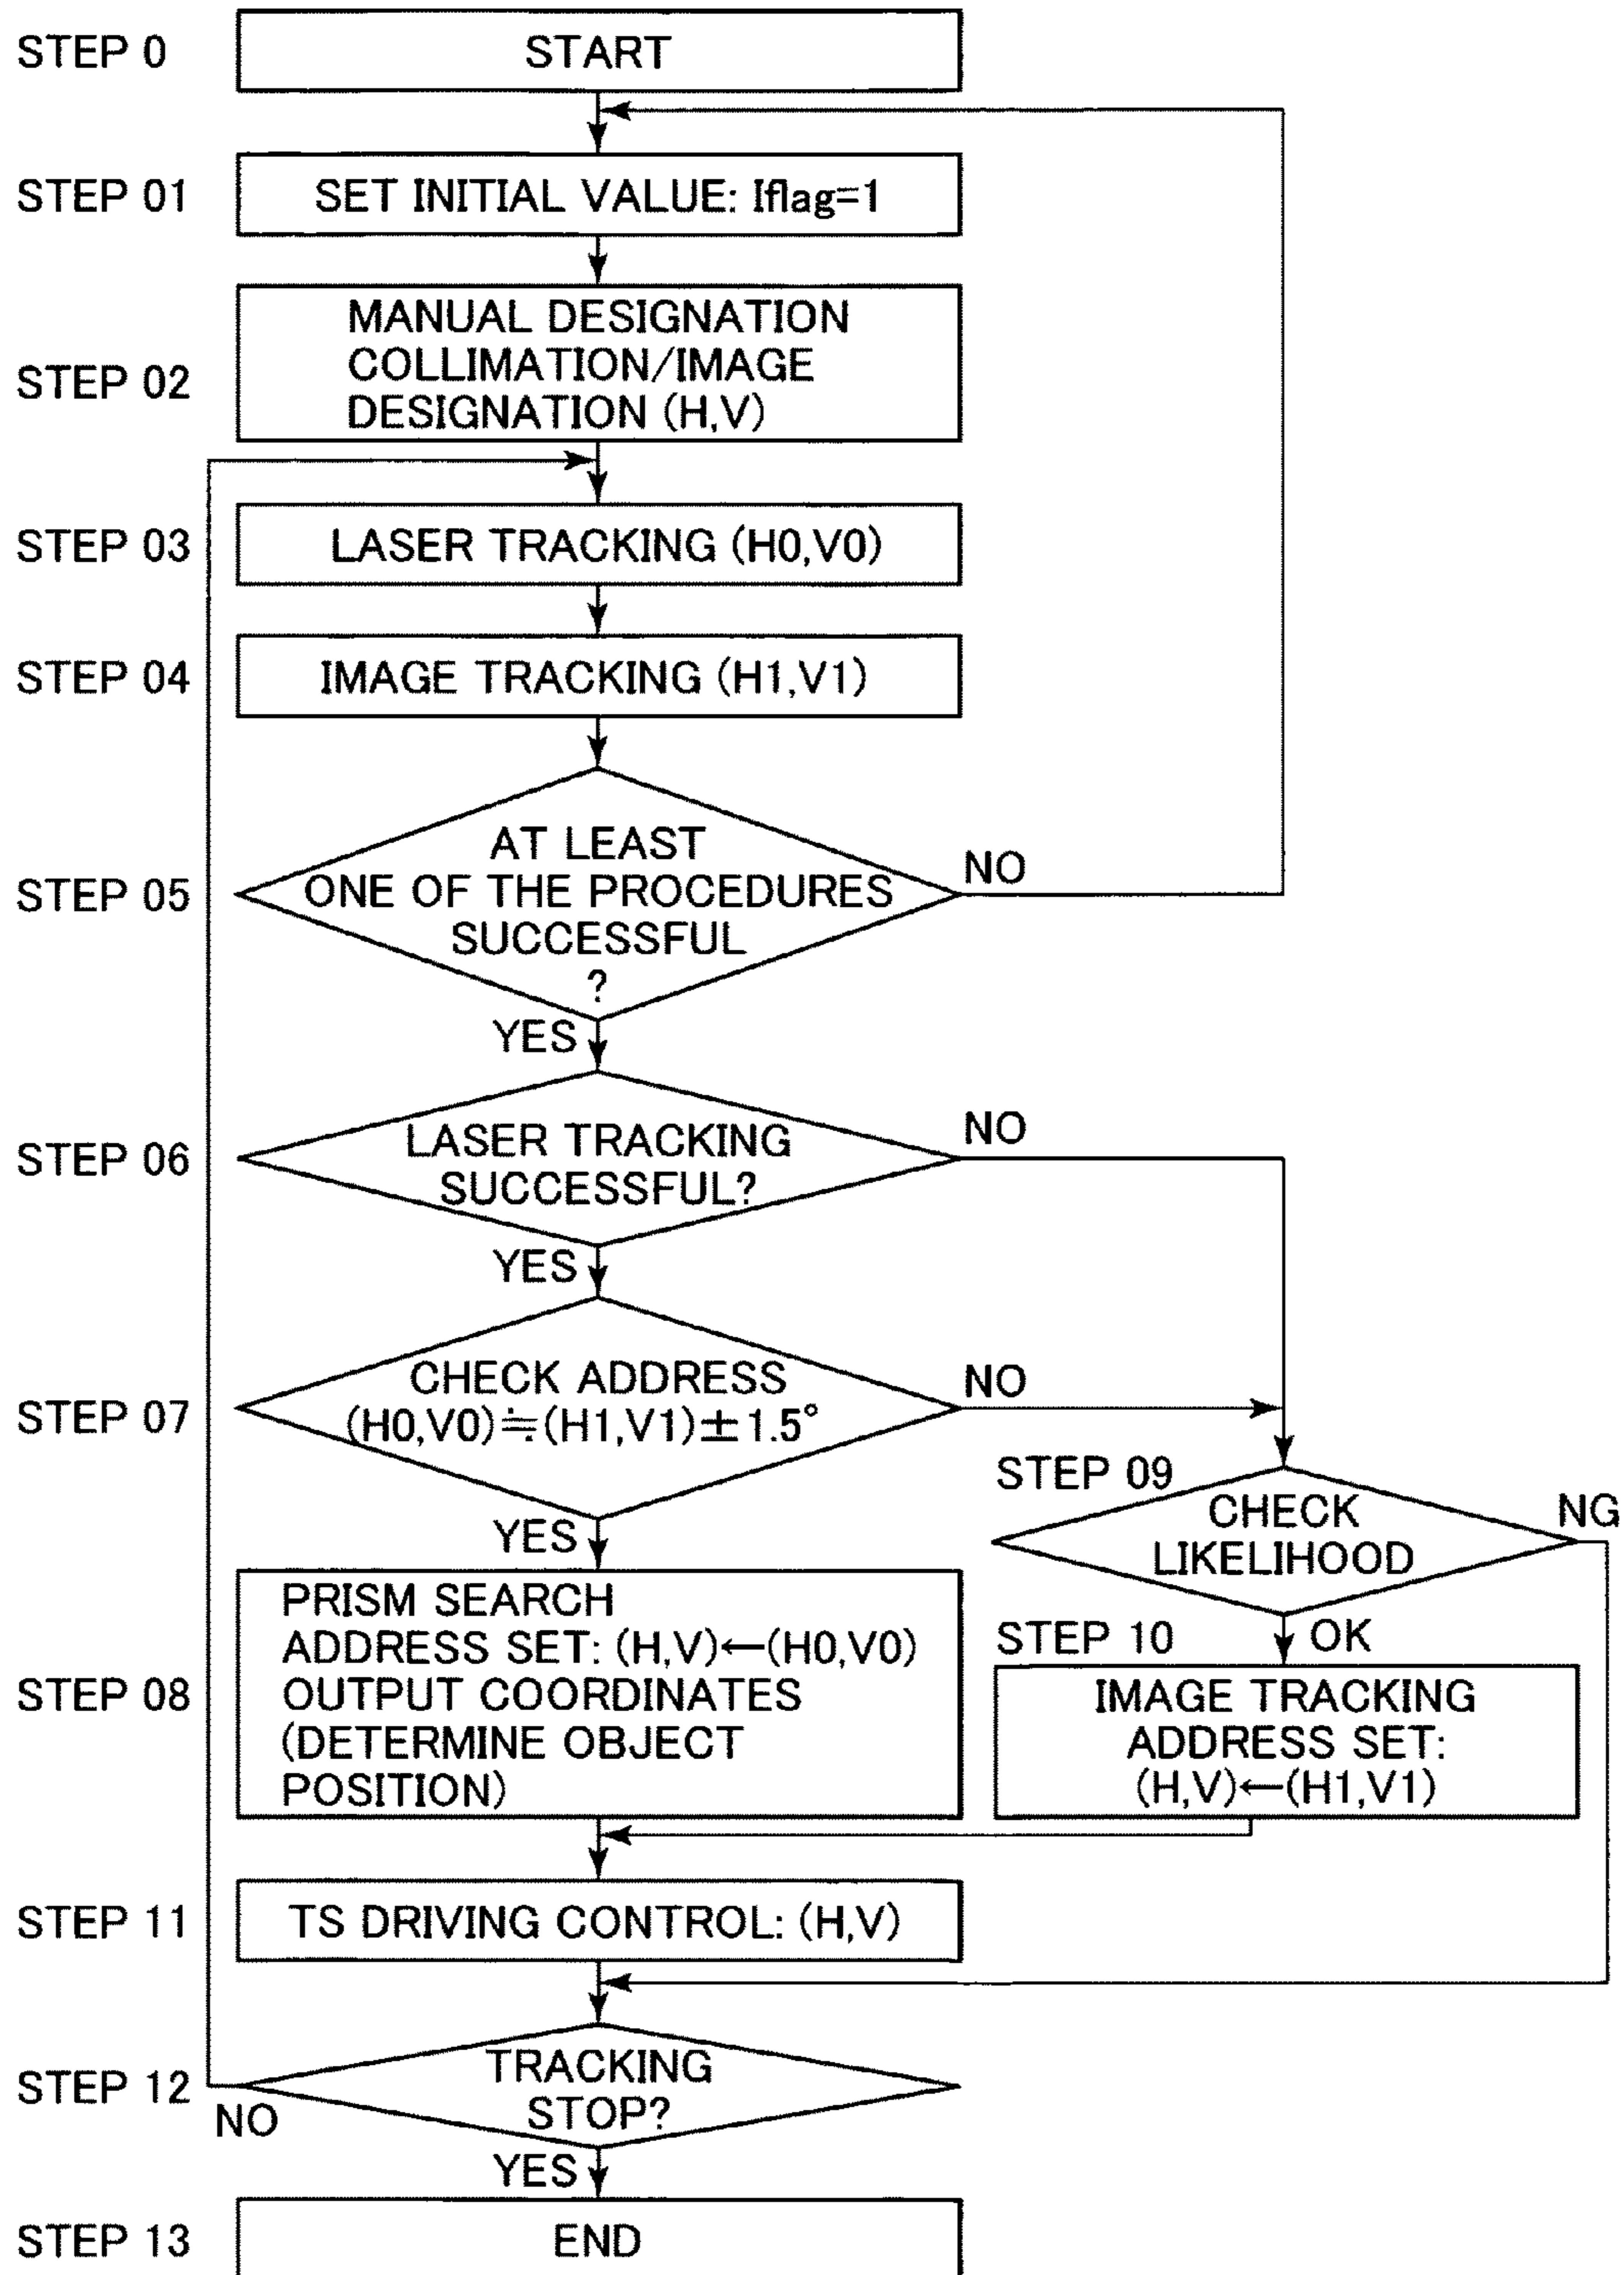 STEP 0
START
STEP 01
SET INITIAL VALUE: Iflag=1
STEP 02
MANUAL DESIGNATION
COLLIMATION/IMAGE
DESIGNATION (H,V)
STEP 03
LASER TRACKING (H0,V0)
STEP 04
IMAGE TRACKING (H1,V1)
STEP 05
AT LEAST
ONE OF THE PROCEDURES
SUCCESSFUL
?
NO
YES
STEP 06
LASER TRACKING
SUCCESSFUL?
NO
YES
STEP 07
CHECK ADDRESS
(H0,V0)≒(H1,V1)±1.5°
NO
YES
STEP 09
CHECK
LIKELIHOOD
NG
OK
STEP 08
PRISM SEARCH
ADDRESS SET: (H,V)←(H0,V0)
OUTPUT COORDINATES
(DETERMINE OBJECT
POSITION)
STEP 10
IMAGE TRACKING
ADDRESS SET:
(H,V)←(H1,V1)
STEP 11
TS DRIVING CONTROL: (H,V)
STEP 12
TRACKING
STOP?
NO
YES
STEP 13
END